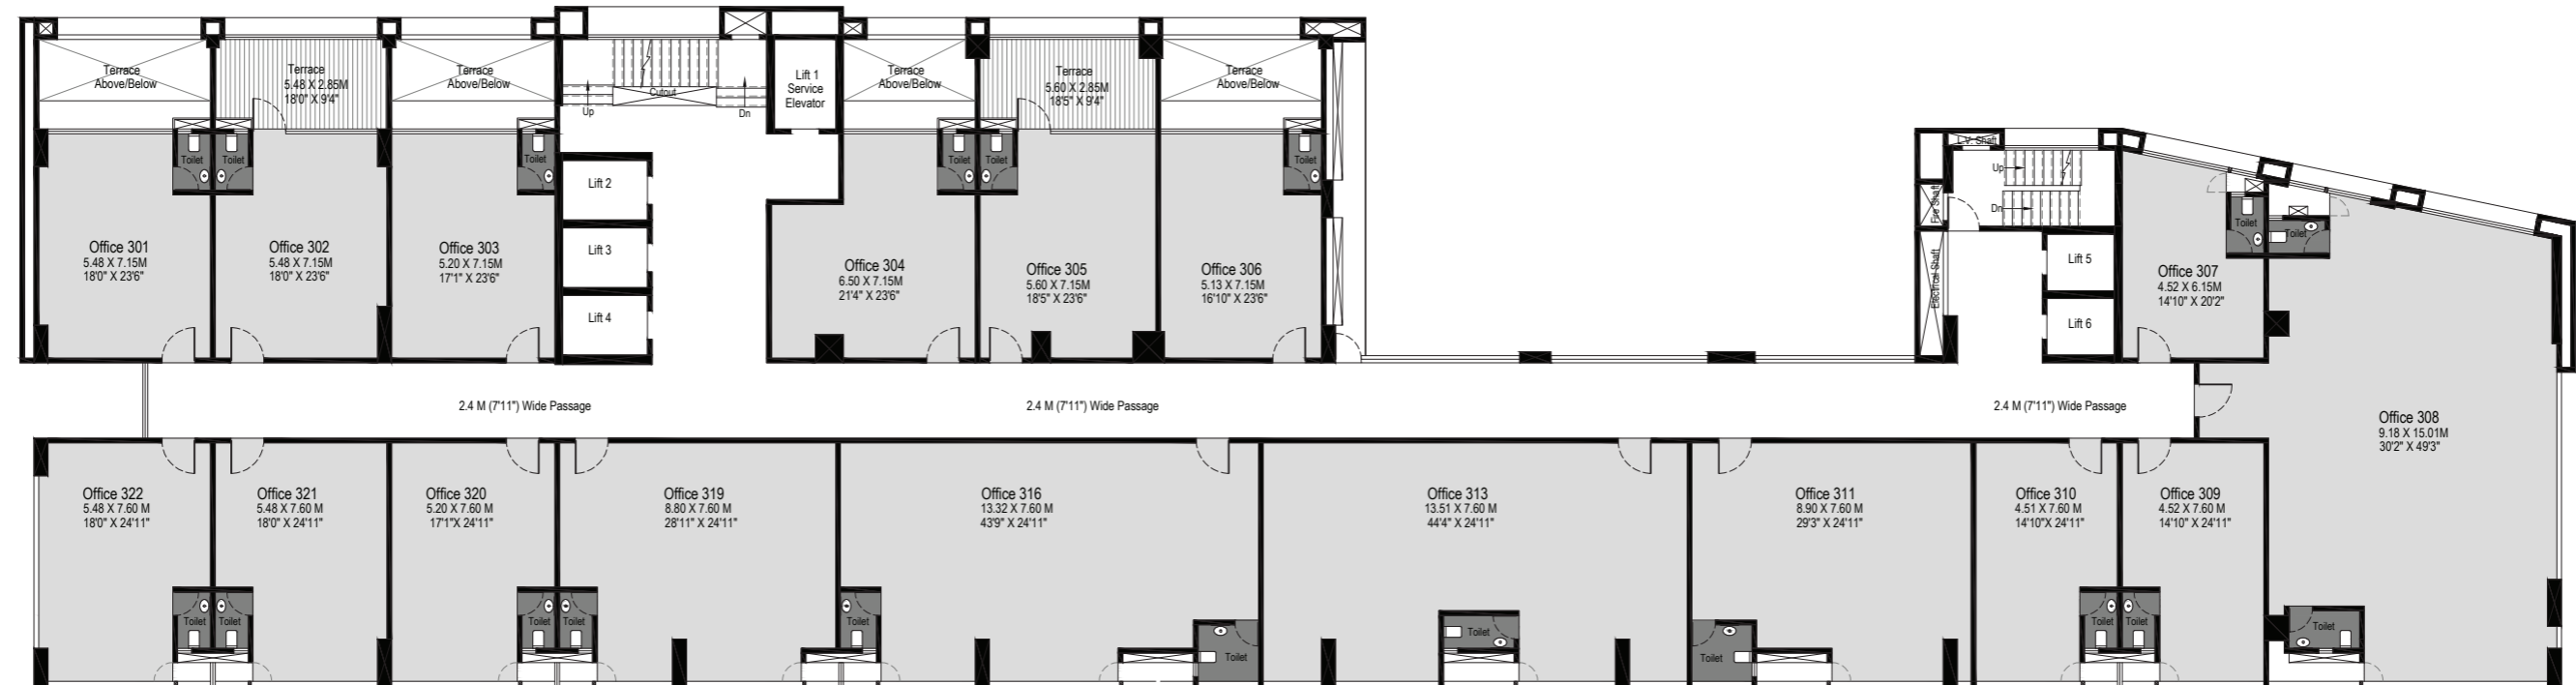 Terrace
Above/Below
Terrace
5.48 X 2.85M
18'0" X 9'4"
Terrace
Above/Below
Cutout
Up
Dn
Lift 1
Service
Elevator
Terrace
Above/Below
Terrace
5.60 X 2.85M
18'5" X 9'4"
Terrace
Above/Below
Toilet
Toilet
Toilet
Toilet
Toilet
Toilet
L.V. Shaft
Up
Dn
Fire Shaft
Electrical Shaft
Toilet
Toilet
Lift 2
Lift 3
Lift 4
Lift 5
Lift 6
Office 301
5.48 X 7.15M
18'0" X 23'6"
Office 302
5.48 X 7.15M
18'0" X 23'6"
Office 303
5.20 X 7.15M
17'1" X 23'6"
Office 304
6.50 X 7.15M
21'4" X 23'6"
Office 305
5.60 X 7.15M
18'5" X 23'6"
Office 306
5.13 X 7.15M
16'10" X 23'6"
Office 307
4.52 X 6.15M
14'10" X 20'2"
2.4 M (7'11") Wide Passage
2.4 M (7'11") Wide Passage
2.4 M (7'11") Wide Passage
Office 308
9.18 X 15.01M
30'2" X 49'3"
Office 322
5.48 X 7.60 M
18'0" X 24'11"
Office 321
5.48 X 7.60 M
18'0" X 24'11"
Office 320
5.20 X 7.60 M
17'1"X 24'11"
Office 319
8.80 X 7.60 M
28'11" X 24'11"
Office 316
13.32 X 7.60 M
43'9" X 24'11"
Office 313
13.51 X 7.60 M
44'4" X 24'11"
Office 311
8.90 X 7.60 M
29'3" X 24'11"
Office 310
4.51 X 7.60 M
14'10"X 24'11"
Office 309
4.52 X 7.60 M
14'10" X 24'11"
Toilet
Toilet
Toilet
Toilet
Toilet
Toilet
Toilet
Toilet
Toilet
Toilet
Toilet